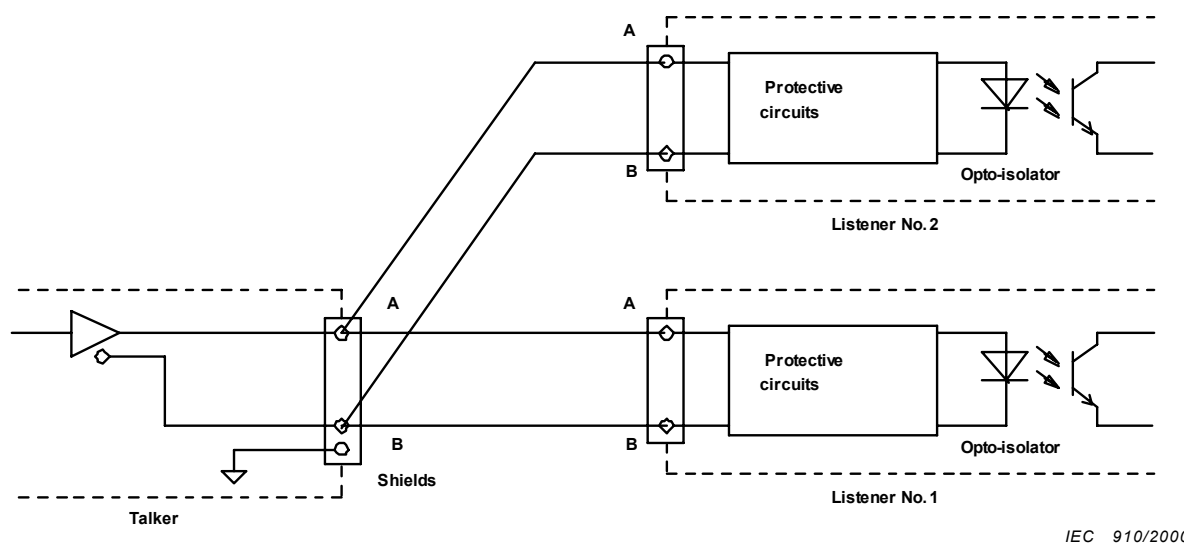 A
Protective
circuits
B
Opto-isolator
Listener No. 2
A
A
Protective
circuits
B
B
Opto-isolator
Shields
Listener No. 1
Talker
IEC 910/2000